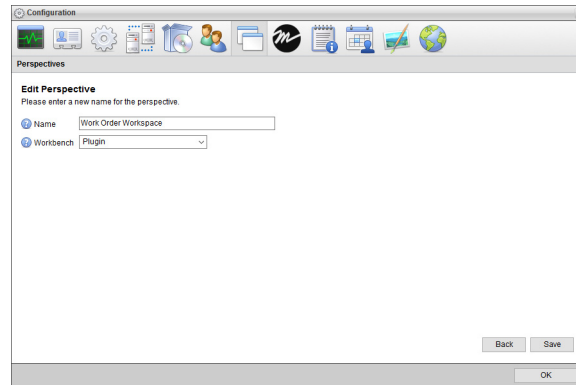 Configuration
Perspectives
Edit Perspective
Please enter a new name for the perspective.
Name Work Order Workspace
Workbench Plugin
Back Save
OK